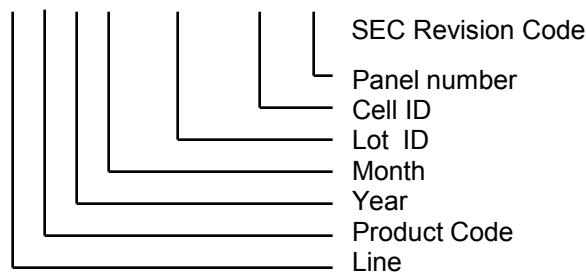 SEC Revision Code
Panel number
Cell ID
Lot ID
Month
Year
Product Code
Line